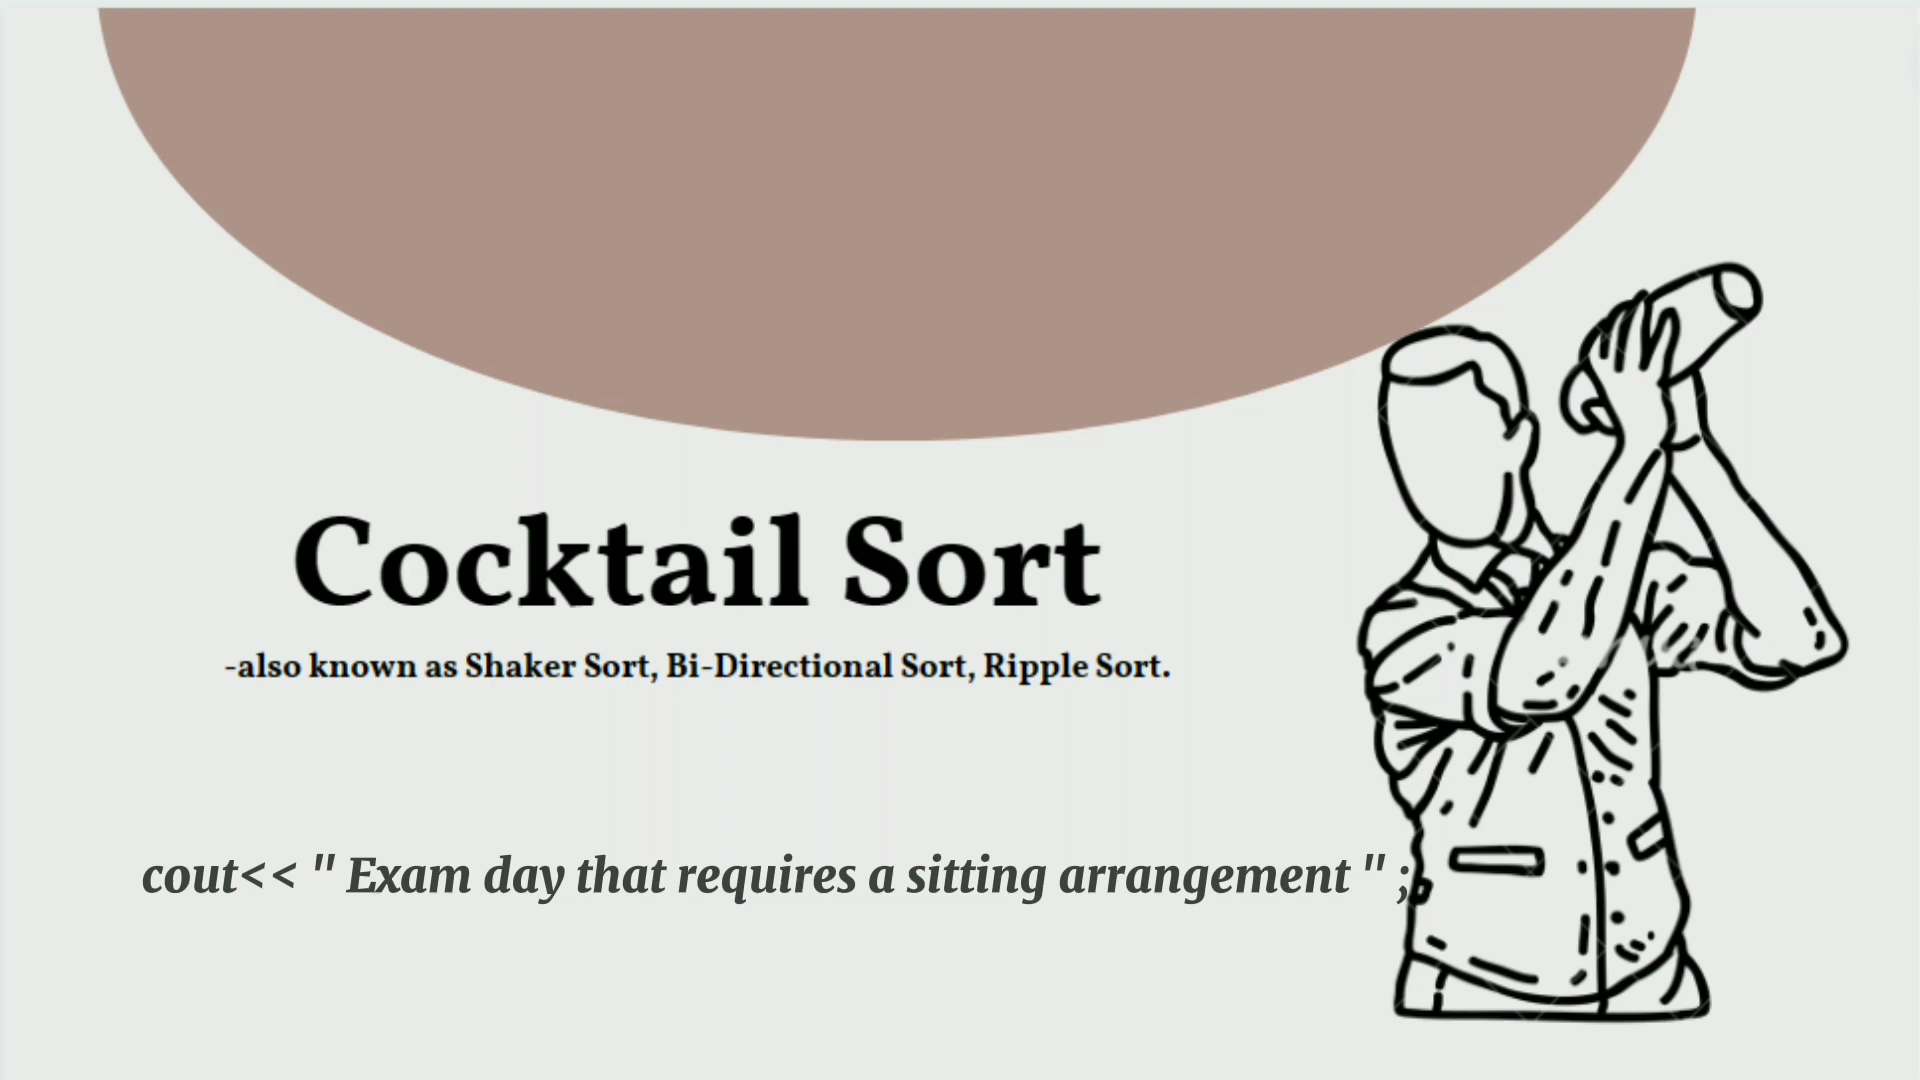 Cocktail Sort
-also known as Shaker Sort, Bi-Directional Sort, Ripple Sort.
cout<< " Exam day that requires a sitting arrangement " ;